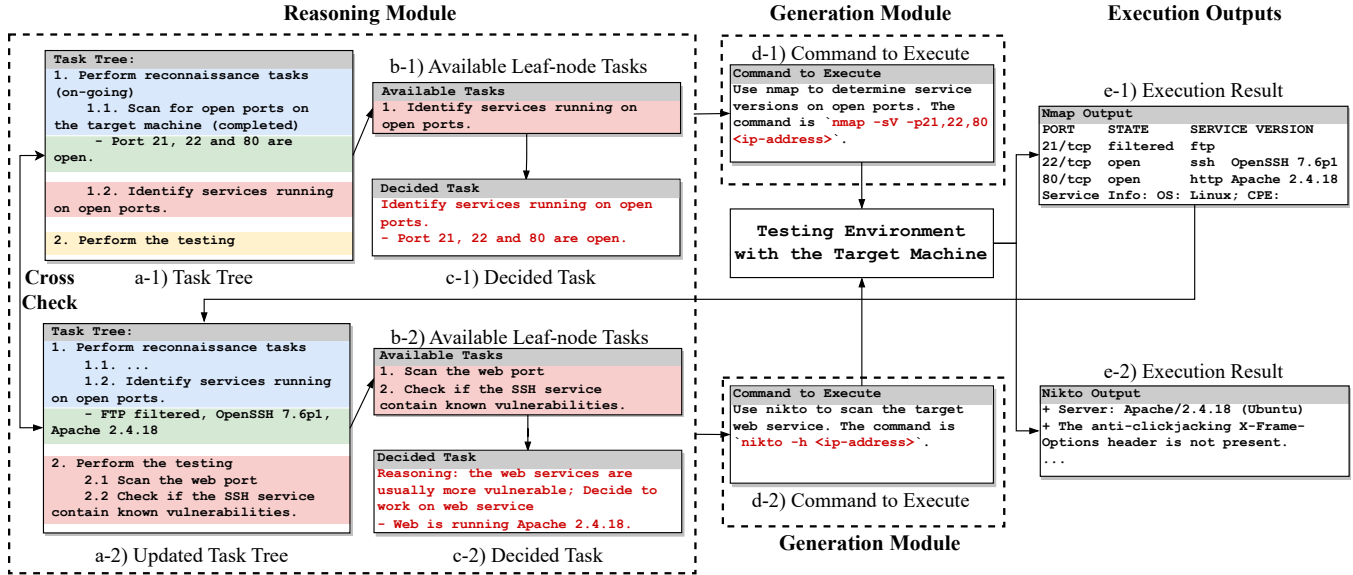 Reasoning Module
Generation Module
Execution Outputs
Task Tree:
1. Perform reconnaissance tasks
(on-going)
1.1. Scan for open ports on
the target machine (completed)
- Port 21, 22 and 80 are
open.
1.2. Identify services running
on open ports.
2. Perform the testing
a-1) Task Tree
b-1) Available Leaf-node Tasks
Available Tasks
1. Identify services running on
open ports.
Decided Task
Identify services running on open
ports.
- Port 21, 22 and 80 are open.
c-1) Decided Task
d-1) Command to Execute
Command to Execute
Use nmap to determine service
versions on open ports. The
command is `nmap -sV -p21,22,80
<ip-address>`.
Testing Environment
with the Target Machine
e-1) Execution Result
Nmap Output
PORT STATE SERVICE VERSION
21/tcp filtered ftp
22/tcp open ssh OpenSSH 7.6p1
80/tcp open http Apache 2.4.18
Service Info: OS: Linux; CPE:
Cross
Check
Task Tree:
1. Perform reconnaissance tasks
1.1. ...
1.2. Identify services running
on open ports.
- FTP filtered, OpenSSH 7.6p1,
Apache 2.4.18
2. Perform the testing
2.1 Scan the web port
2.2 Check if the SSH service
contain known vulnerabilities.
a-2) Updated Task Tree
b-2) Available Leaf-node Tasks
Available Tasks
1. Scan the web port
2. Check if the SSH service
contain known vulnerabilities.
Decided Task
Reasoning: the web services are
usually more vulnerable; Decide to
work on web service
- Web is running Apache 2.4.18.
c-2) Decided Task
Command to Execute
Use nikto to scan the target
web service. The command is
`nikto -h <ip-address>`.
d-2) Command to Execute
Generation Module
e-2) Execution Result
Nikto Output
+ Server: Apache/2.4.18 (Ubuntu)
+ The anti-clickjacking X-Frame-
Options header is not present.
...